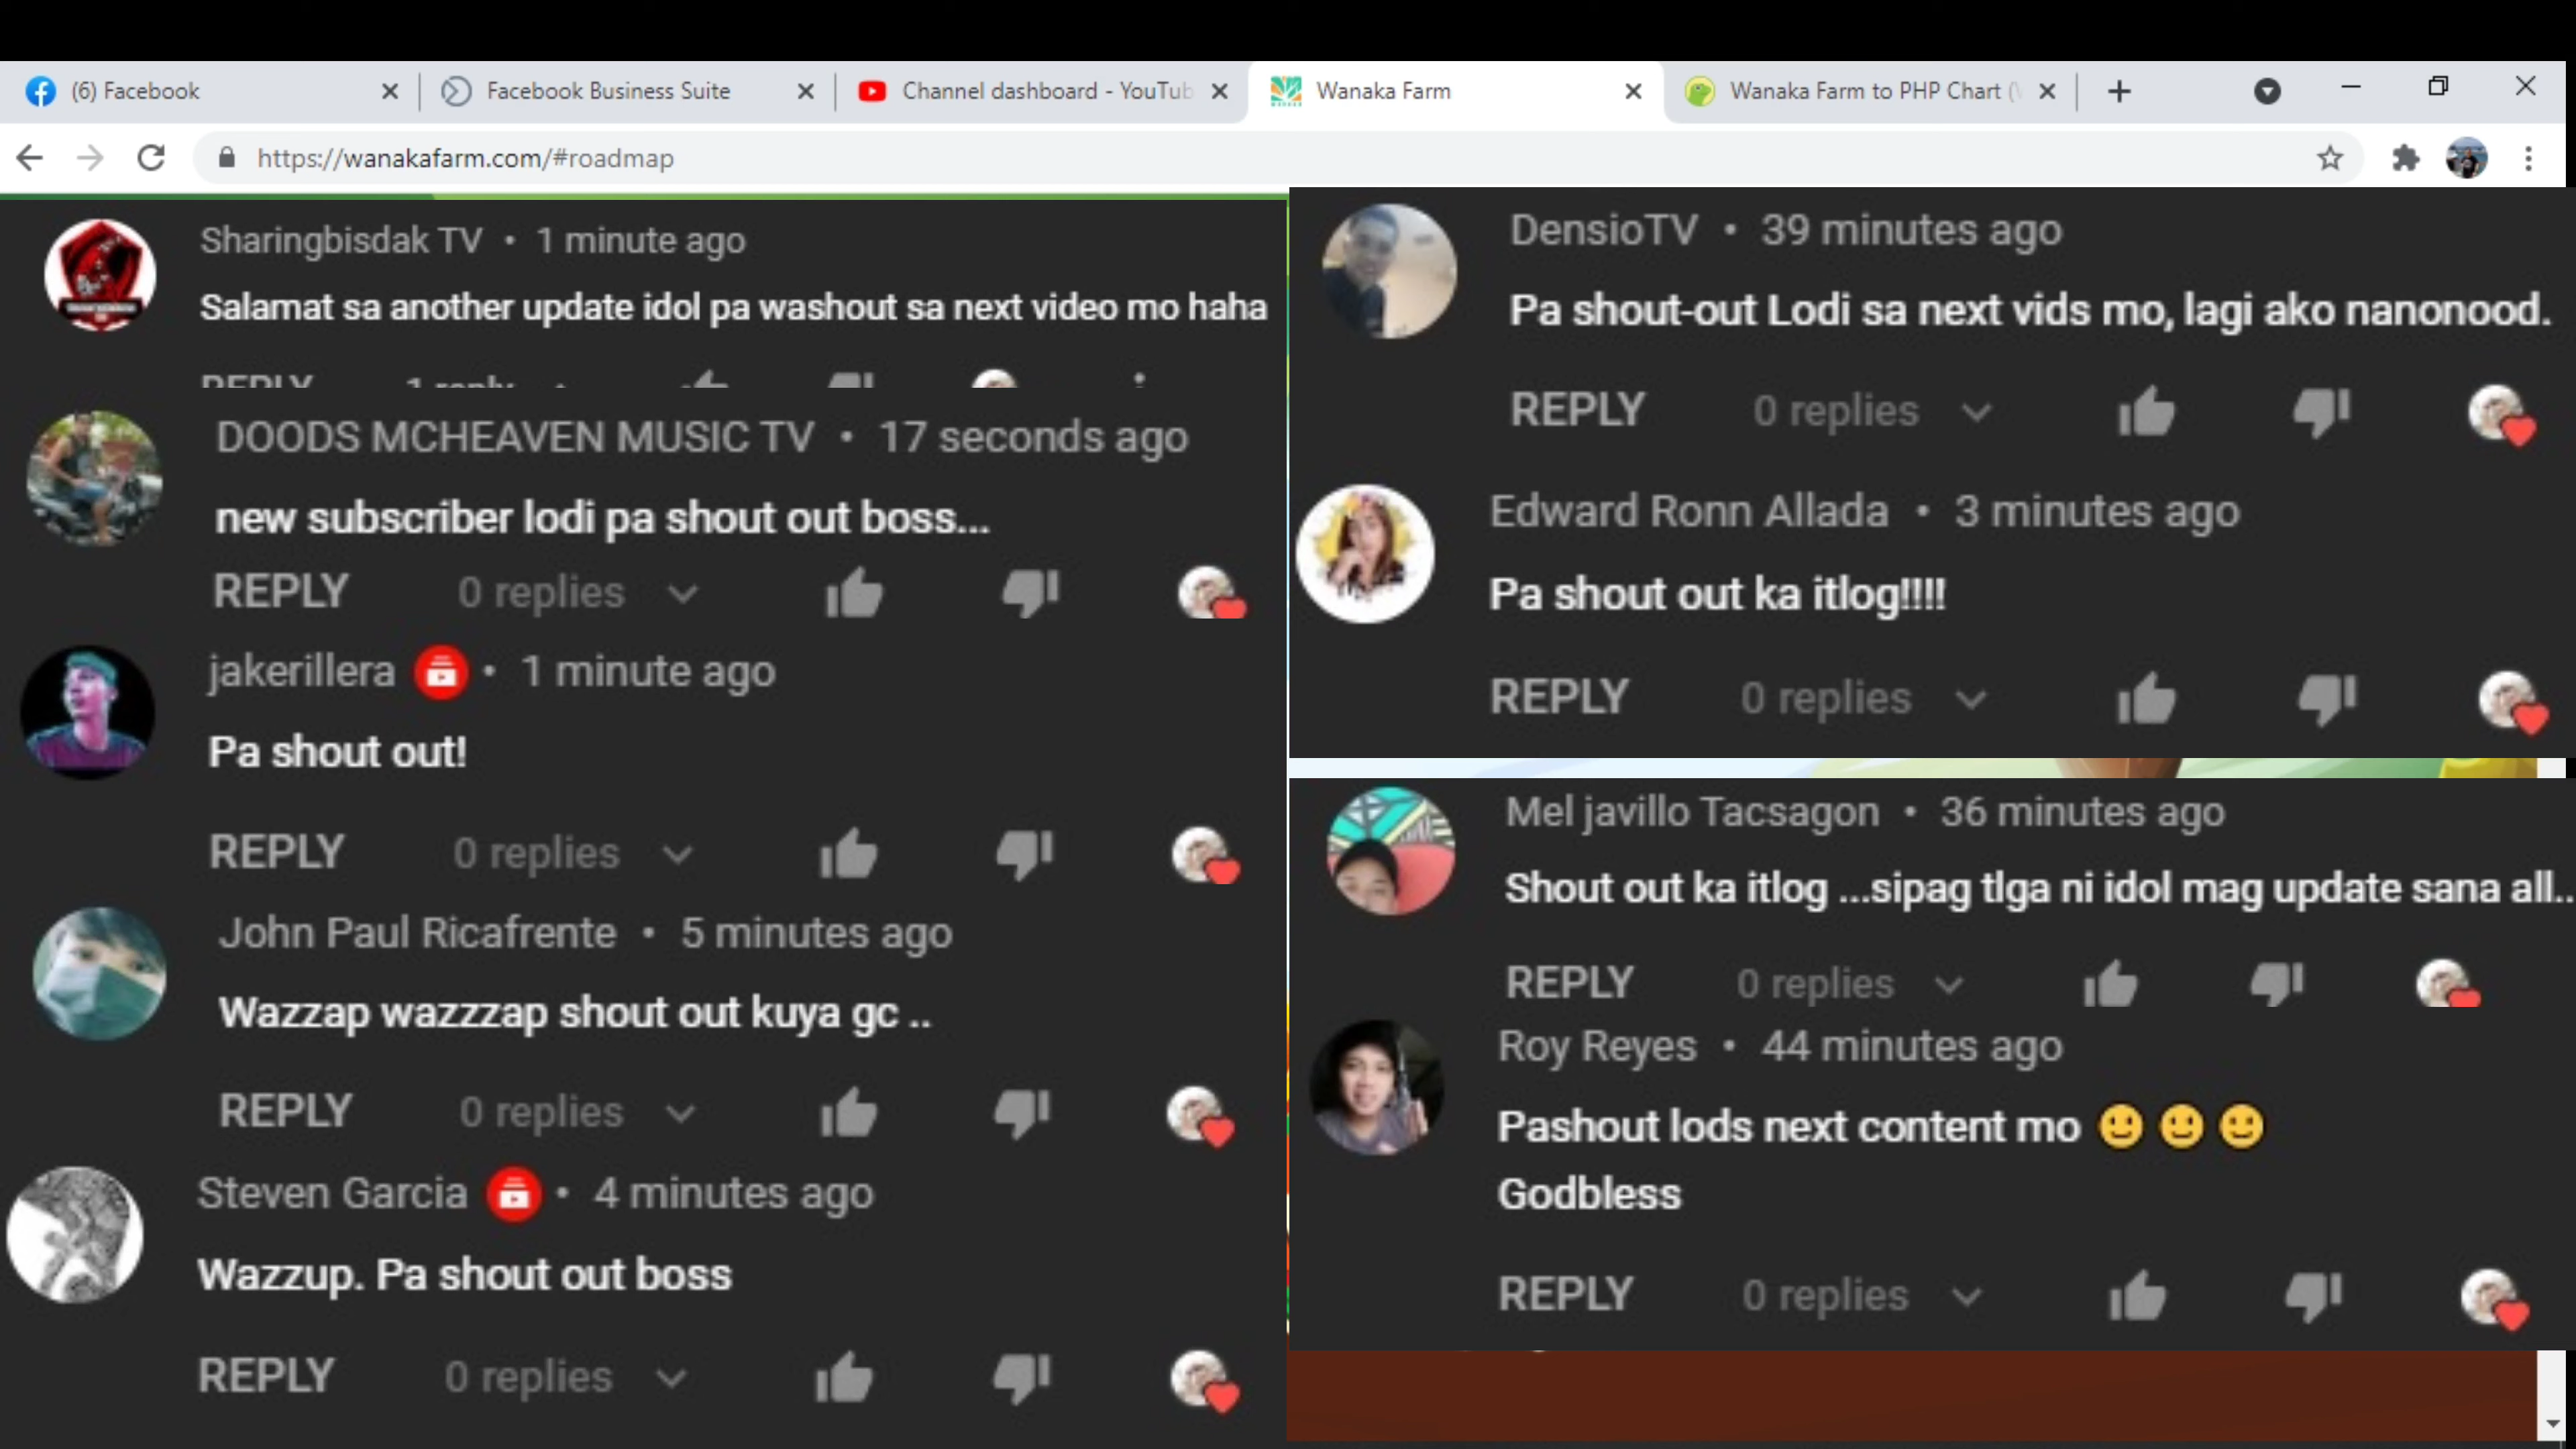 (6) Facebook
Facebook Business Suite
Channel dashboard - YouTub
Wanaka Farm
Wanaka Farm to PHP Chart (
https://wanakafarm.com/#roadmap
Sharingbisdak TV • 1 minute ago
Salamat sa another update idol pa washout sa next video mo haha
REPLY 1 reply
DOODS MCHEAVEN MUSIC TV • 17 seconds ago
new subscriber lodi pa shout out boss...
REPLY 0 replies
jakerillera • 1 minute ago
Pa shout out!
REPLY 0 replies
John Paul Ricafrente • 5 minutes ago
Wazzap wazzzap shout out kuya gc ..
REPLY 0 replies
Steven Garcia • 4 minutes ago
Wazzup. Pa shout out boss
REPLY 0 replies
DensioTV • 39 minutes ago
Pa shout-out Lodi sa next vids mo, lagi ako nanonood.
REPLY 0 replies
Edward Ronn Allada • 3 minutes ago
Pa shout out ka itlog!!!!
REPLY 0 replies
Mel javillo Tacsagon • 36 minutes ago
Shout out ka itlog ...sipag tlga ni idol mag update sana all..
REPLY 0 replies
Roy Reyes • 44 minutes ago
Pashout lods next content mo 🙂 🙂 🙂
Godbless
REPLY 0 replies